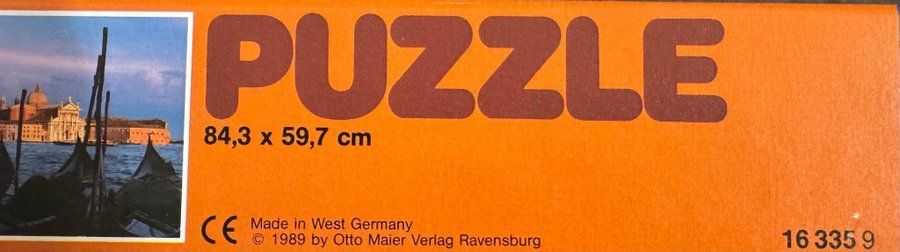 PUZZLE
84,3 x 59,7 cm
CE Made in West Germany
© 1989 by Otto Maier Verlag Ravensburg
16 335 9